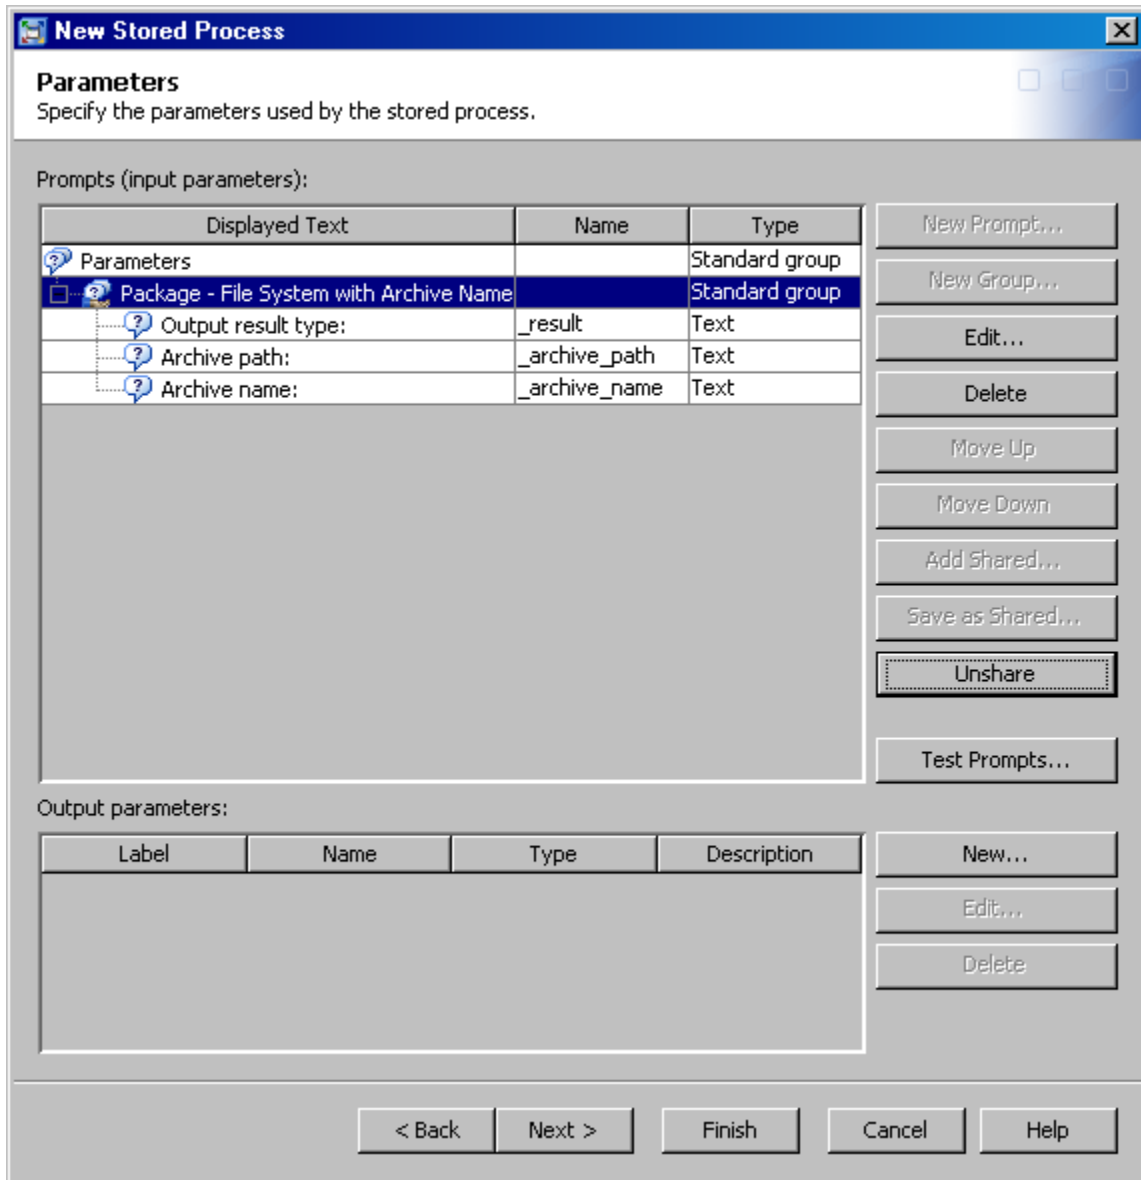 New Stored Process
Parameters
Specify the parameters used by the stored process.
Prompts (input parameters):
Displayed Text Name Type
Parameters Standard group
Package - File System with Archive Name Standard group
Output result type: _result Text
Archive path: _archive_path Text
Archive name: _archive_name Text
New Prompt...
New Group...
Edit...
Delete
Move Up
Move Down
Add Shared...
Save as Shared...
Unshare
Test Prompts...
Output parameters:
Label Name Type Description
New...
Edit...
Delete
< Back Next > Finish Cancel Help